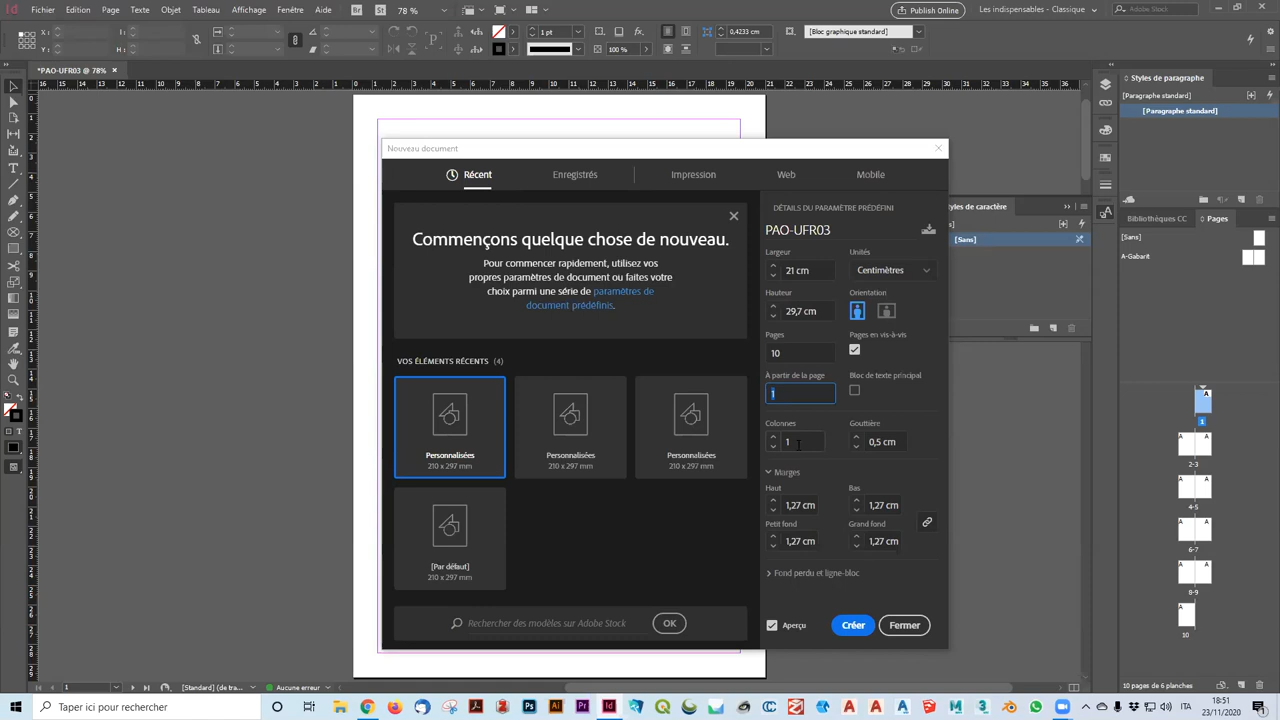 Fichier Edition Page Texte Objet Tableau Affichage Fenêtre Aide Br St 78 %
Publish Online Les indispensables - Classique Adobe Stock
X: L: 1 pt 0,4233 cm [Bloc graphique standard]
Y: H: 100 %
*PAO-UFR03 @ 78% ×
Styles de paragraphe
[Paragraphe standard]
[Paragraphe standard]
Nouveau document
Récent Enregistrés Impression Web Mobile
Commençons quelque chose de nouveau.
Pour commencer rapidement, utilisez vos
propres paramètres de document ou faites votre
choix parmi une série de paramètres de
document prédéfinis.
VOS ÉLÉMENTS RÉCENTS (4)
Personnalisées
210 x 297 mm
Personnalisées
210 x 297 mm
Personnalisées
210 x 297 mm
[Par défaut]
210 x 297 mm
Rechercher des modèles sur Adobe Stock OK
DÉTAILS DU PARAMÈTRE PRÉDÉFINI
PAO-UFR03
Largeur Unités
21 cm Centimètres
Hauteur Orientation
29,7 cm
Pages Pages en vis-à-vis
10
À partir de la page Bloc de texte principal
1
Colonnes Gouttière
1 0,5 cm
Marges
Haut Bas
1,27 cm 1,27 cm
Petit fond Grand fond
1,27 cm 1,27 cm
Fond perdu et ligne-bloc
Aperçu Créer Fermer
tyles de caractère
[Sans]
Bibliothèques CC Pages
[Sans]
A-Gabarit
1
2-3
4-5
6-7
8-9
10
10 pages de 6 planches
1 [Standard] (de tra... Aucune erreur
Taper ici pour rechercher
ITA
18:51
23/11/2020